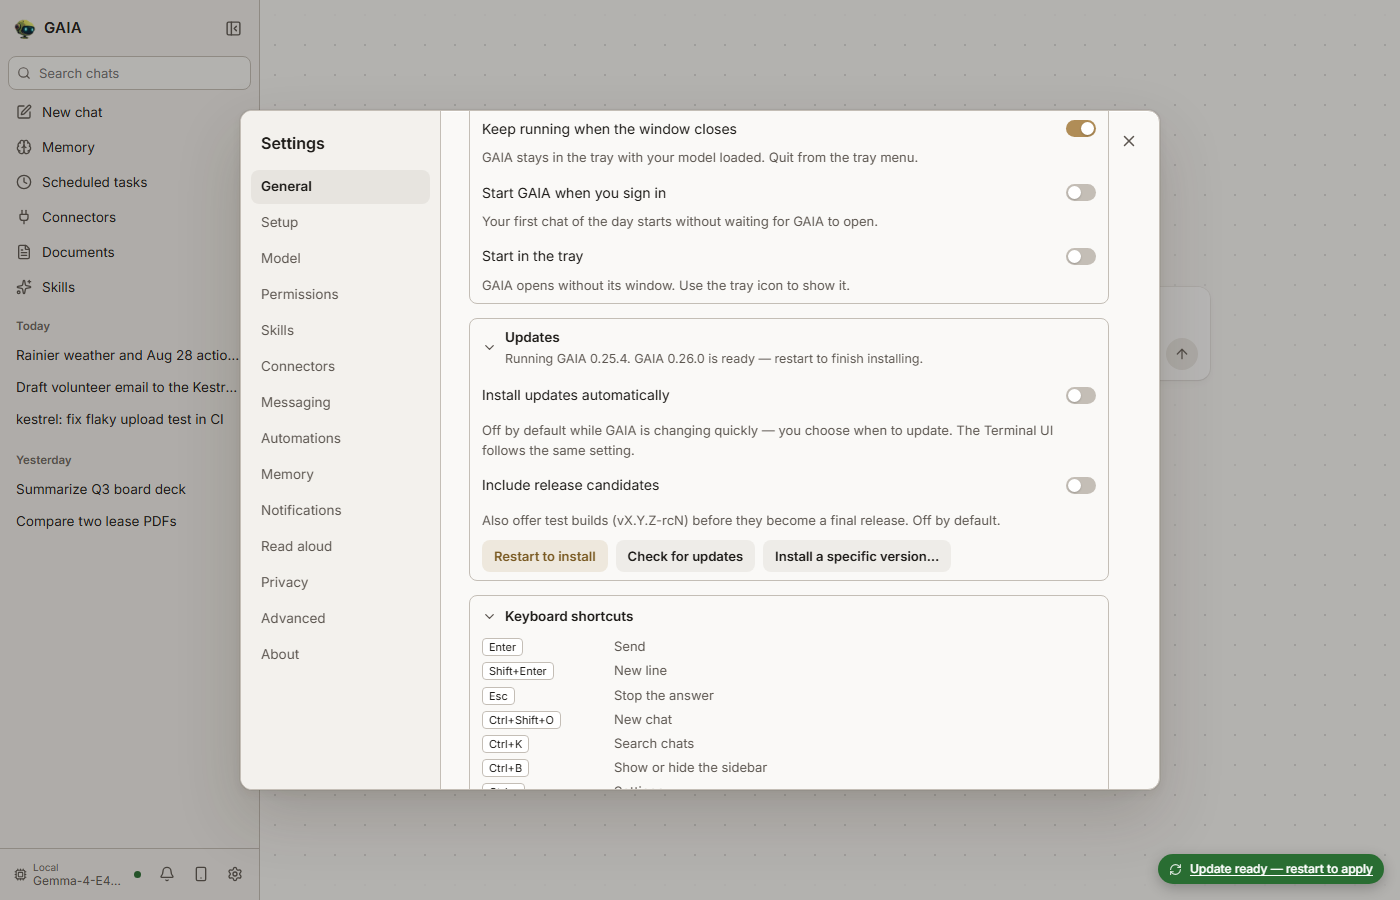 GAIA
Search chats
New chat
Memory
Scheduled tasks
Connectors
Documents
Skills
Today
Rainier weather and Aug 28 actio...
Draft volunteer email to the Kestr...
kestrel: fix flaky upload test in CI
Yesterday
Summarize Q3 board deck
Compare two lease PDFs
Local
Gemma-4-E4...
Settings
General
Setup
Model
Permissions
Skills
Connectors
Messaging
Automations
Memory
Notifications
Read aloud
Privacy
Advanced
About
Keep running when the window closes
GAIA stays in the tray with your model loaded. Quit from the tray menu.
Start GAIA when you sign in
Your first chat of the day starts without waiting for GAIA to open.
Start in the tray
GAIA opens without its window. Use the tray icon to show it.
Updates
Running GAIA 0.25.4. GAIA 0.26.0 is ready — restart to finish installing.
Install updates automatically
Off by default while GAIA is changing quickly — you choose when to update. The Terminal UI
follows the same setting.
Include release candidates
Also offer test builds (vX.Y.Z-rcN) before they become a final release. Off by default.
Restart to install
Check for updates
Install a specific version...
Keyboard shortcuts
Enter Send
Shift+Enter New line
Esc Stop the answer
Ctrl+Shift+O New chat
Ctrl+K Search chats
Ctrl+B Show or hide the sidebar
Update ready — restart to apply